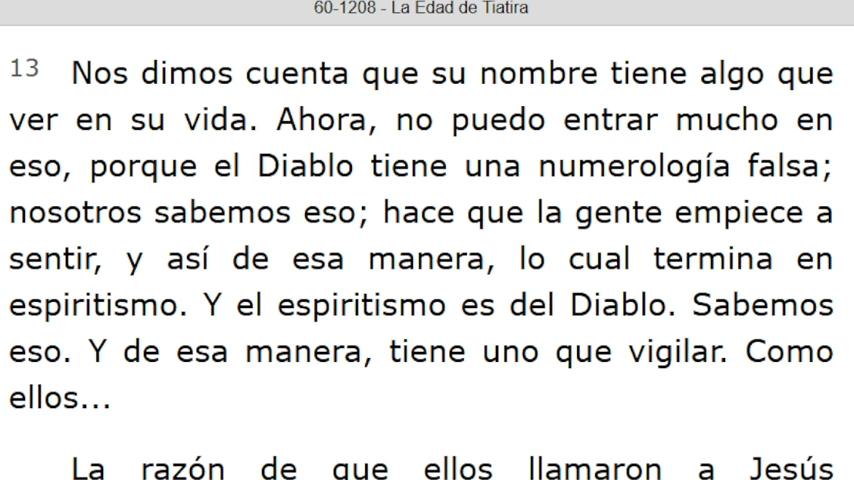 60-1208 - La Edad de Tiatira
13 Nos dimos cuenta que su nombre tiene algo que
ver en su vida. Ahora, no puedo entrar mucho en
eso, porque el Diablo tiene una numerología falsa;
nosotros sabemos eso; hace que la gente empiece a
sentir, y así de esa manera, lo cual termina en
espiritismo. Y el espiritismo es del Diablo. Sabemos
eso. Y de esa manera, tiene uno que vigilar. Como
ellos...
La razón de que ellos llamaron a Jesús